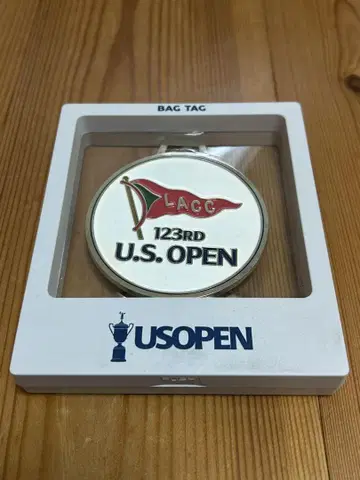 BAG TAG
LACC
123RD
U.S. OPEN
USOPEN